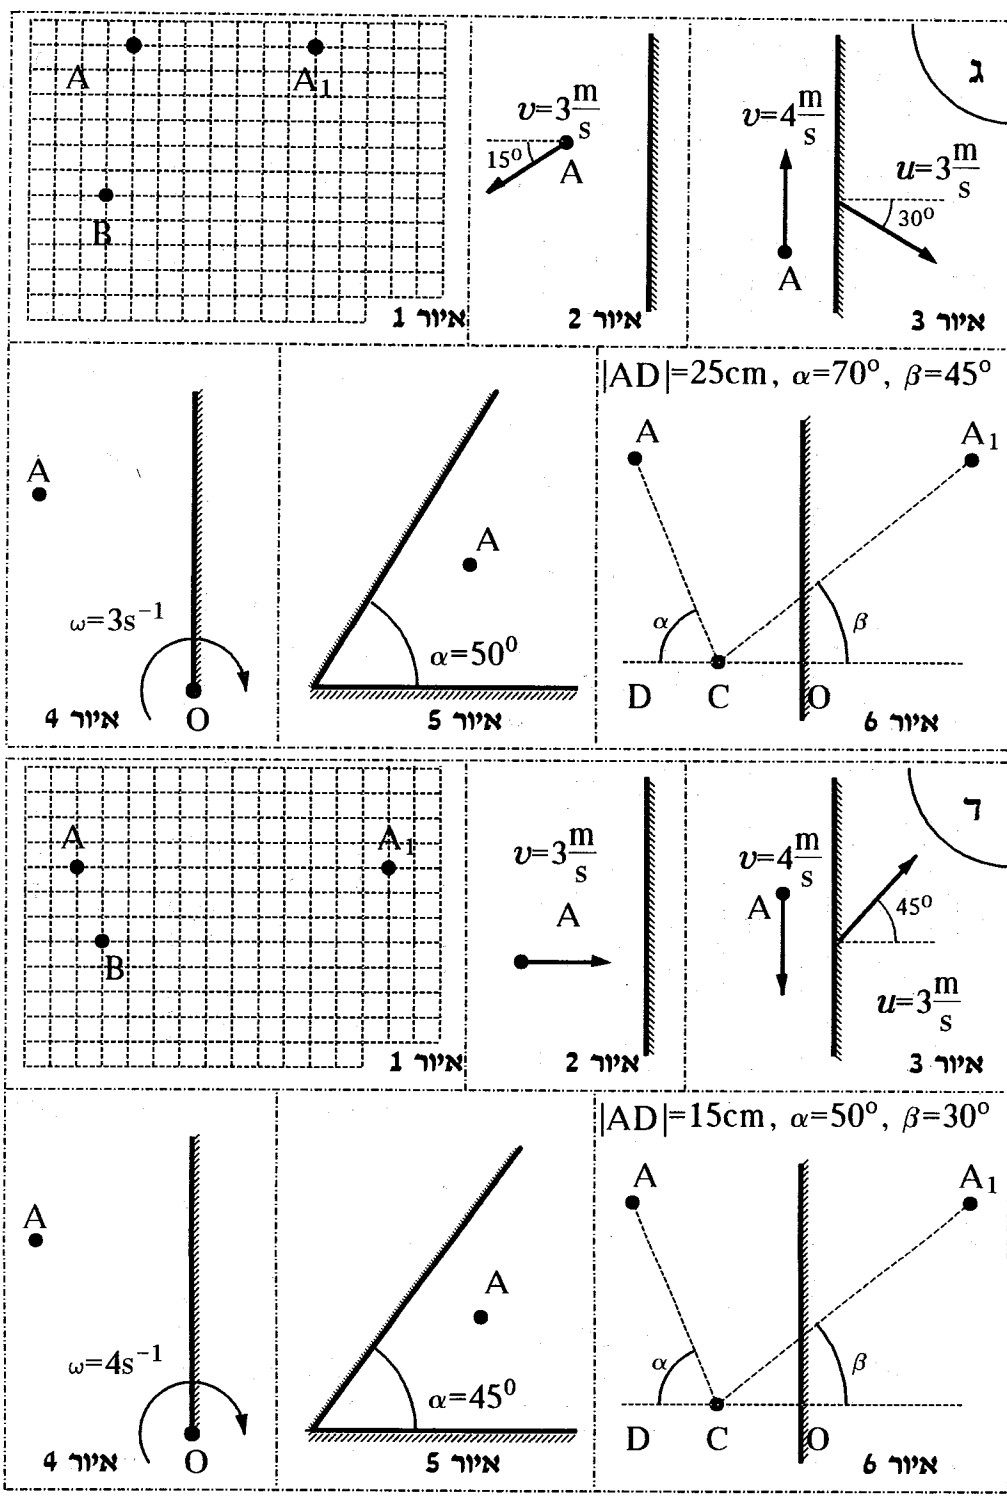 A
A₁
B
איור 1
v=3 m/s
15°
A
איור 2
ג
v=4 m/s
u=3 m/s
30°
A
איור 3
A
ω=3s⁻¹
O
איור 4
A
α=50⁰
איור 5
|AD|=25cm, α=70°, β=45°
A
A₁
α
β
D
C
O
איור 6
A
A₁
B
איור 1
v=3 m/s
A
איור 2
ד
v=4 m/s
A
45°
u=3 m/s
איור 3
A
ω=4s⁻¹
O
איור 4
A
α=45⁰
איור 5
|AD|=15cm, α=50°, β=30°
A
A₁
α
β
D
C
O
איור 6